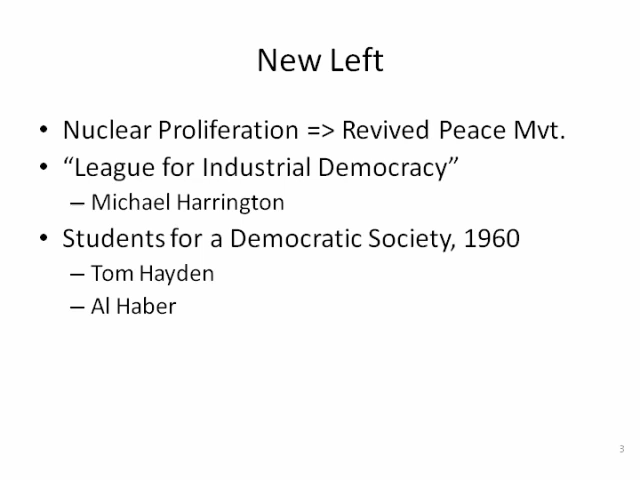 New Left
• Nuclear Proliferation => Revived Peace Mvt.
• “League for Industrial Democracy”
– Michael Harrington
• Students for a Democratic Society, 1960
– Tom Hayden
– Al Haber
3